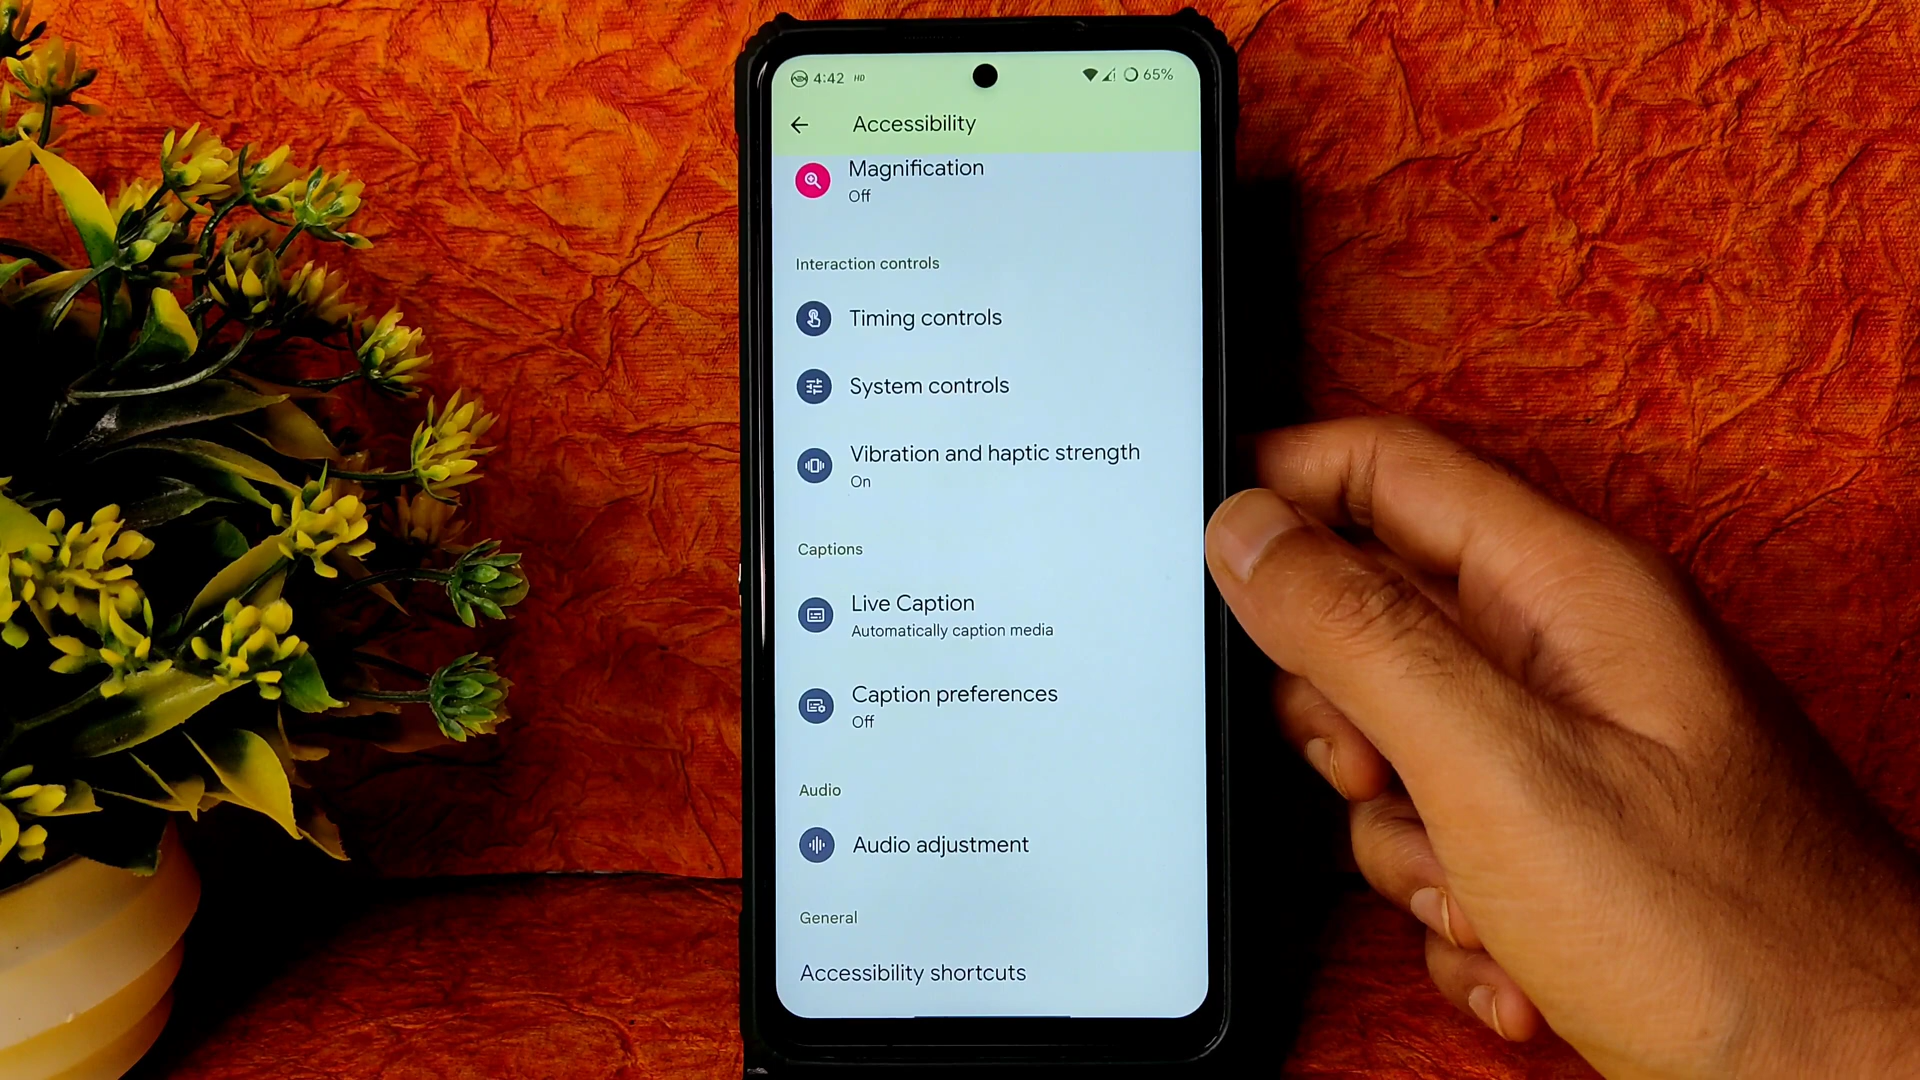 4:42 HD 65%
Accessibility
Magnification
Off
Interaction controls
Timing controls
System controls
Vibration and haptic strength
On
Captions
Live Caption
Automatically caption media
Caption preferences
Off
Audio
Audio adjustment
General
Accessibility shortcuts